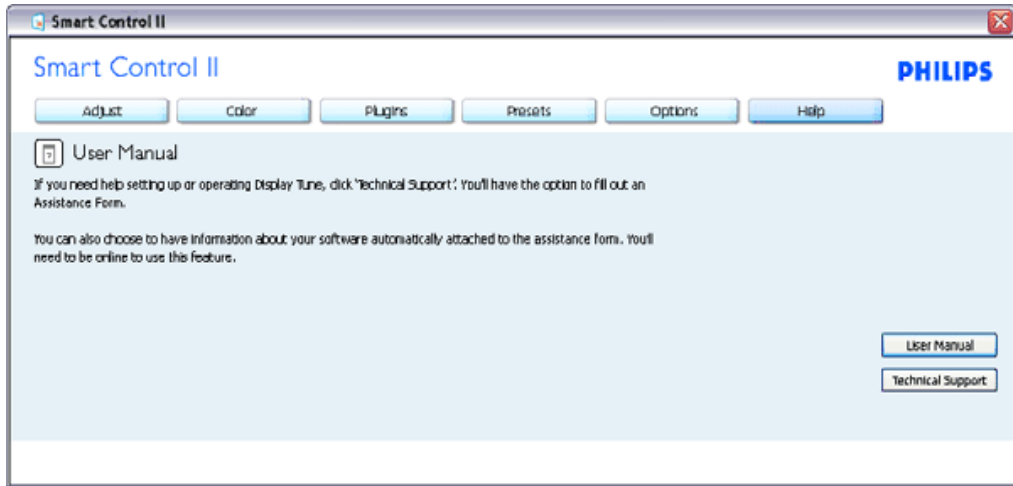 Smart Control II
Smart Control II
PHILIPS
Adjust Color Plugins Presets Options Help
User Manual
If you need help setting up or operating Display Tune, click 'Technical Support'. You'll have the option to fill out an
Assistance Form.
You can also choose to have information about your software automatically attached to the assistance form. You'll
need to be online to use this feature.
User Manual
Technical Support